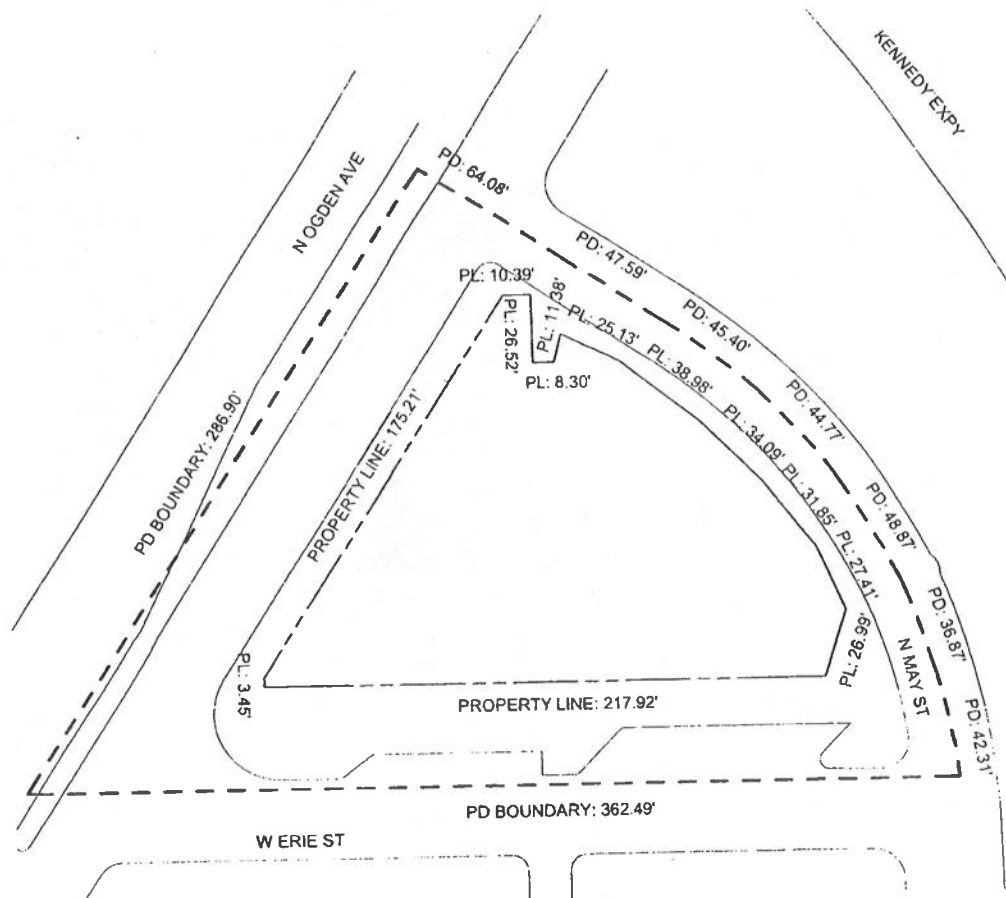 KENNEDY EXPY
N OGDEN AVE
PD: 64.08'
PD: 47.59'
PL: 10.39'
PL: 26.52'
PL: 11.38'
PL: 8.30'
PL: 25.13'
PD: 45.40'
PL: 38.98'
PD: 44.77'
PL: 34.09'
PD BOUNDARY: 286.90'
PROPERTY LINE: 175.21'
PL: 31.85'
PD: 48.87'
PL: 27.41'
PD: 36.87'
PL: 26.99'
N MAY ST
PL: 3.45'
PROPERTY LINE: 217.92'
PD: 42.31'
PD BOUNDARY: 362.49'
W ERIE ST